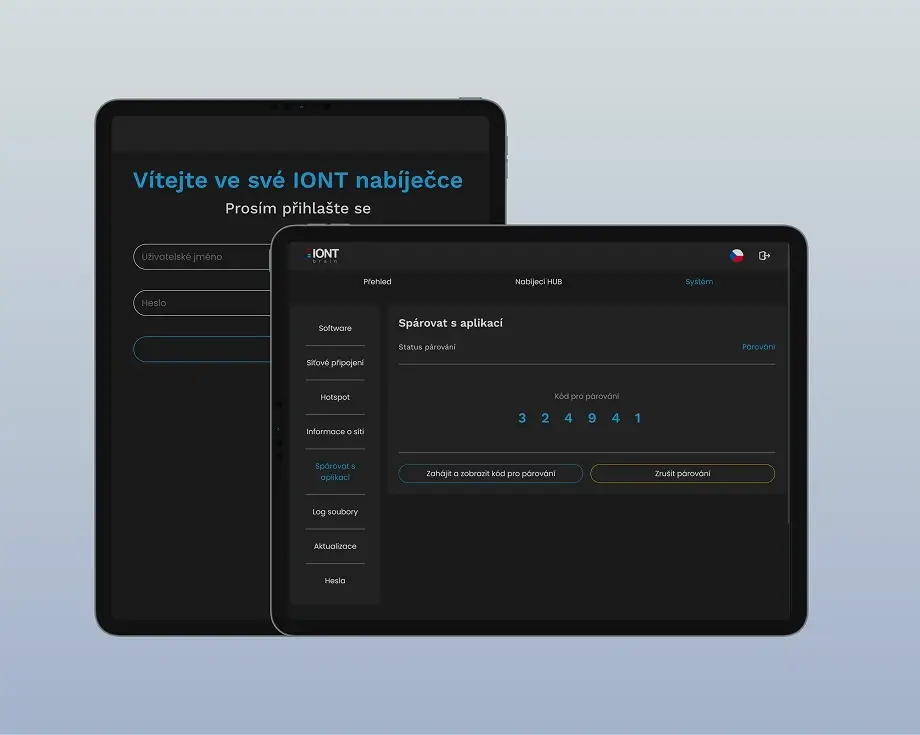 Vítejte ve své IONT nabíječce
Prosím přihlašte se
Uživatelské jméno
Heslo
IONT
brain
Přehled
Nabíjecí HUB
Systém
Software
Síťové připojení
Hotspot
Informace o síti
Spárovat s
aplikací
Log soubory
Aktualizace
Hesla
Spárovat s aplikací
Status párování
Párování
Kód pro párování
3 2 4 9 4 1
Zahájit a zobrazit kód pro párování
Zrušit párování